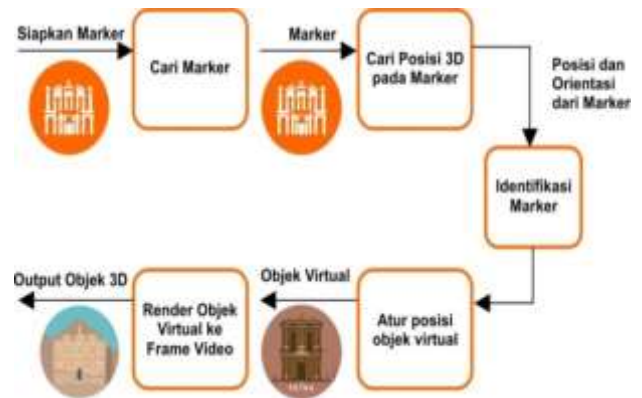 Siapkan Marker
Cari Marker
Marker
Cari Posisi 3D
pada Marker
Posisi dan
Orientasi
dari Marker
Identifikasi
Marker
Atur posisi
objek virtual
Objek Virtual
Render Objek
Virtual ke
Frame Video
Output Objek 3D